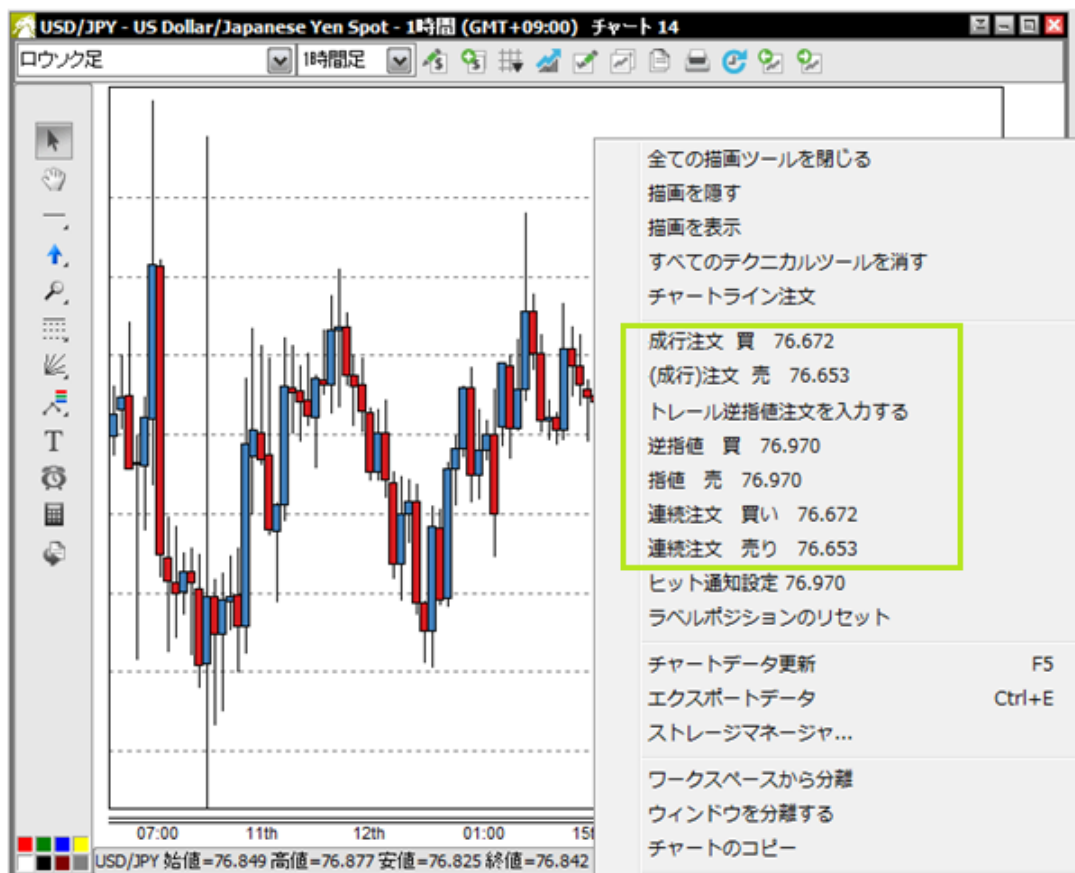 USD/JPY - US Dollar/Japanese Yen Spot - 1時間 (GMT+09:00) チャート 14
ロウソク足 1時間足
全ての描画ツールを閉じる
描画を隠す
描画を表示
すべてのテクニカルツールを消す
チャートライン注文
成行注文 買 76.672
(成行)注文 売 76.653
トレール逆指値注文を入力する
逆指値 買 76.970
指値 売 76.970
連続注文 買い 76.672
連続注文 売り 76.653
ヒット通知設定 76.970
ラベルポジションのリセット
チャートデータ更新 F5
エクスポートデータ Ctrl+E
ストレージマネージャ...
ワークスペースから分離
ウィンドウを分離する
チャートのコピー
T
07:00 11th 12th 01:00 15t
USD/JPY 始値=76.849 高値=76.877 安値=76.825 終値=76.842